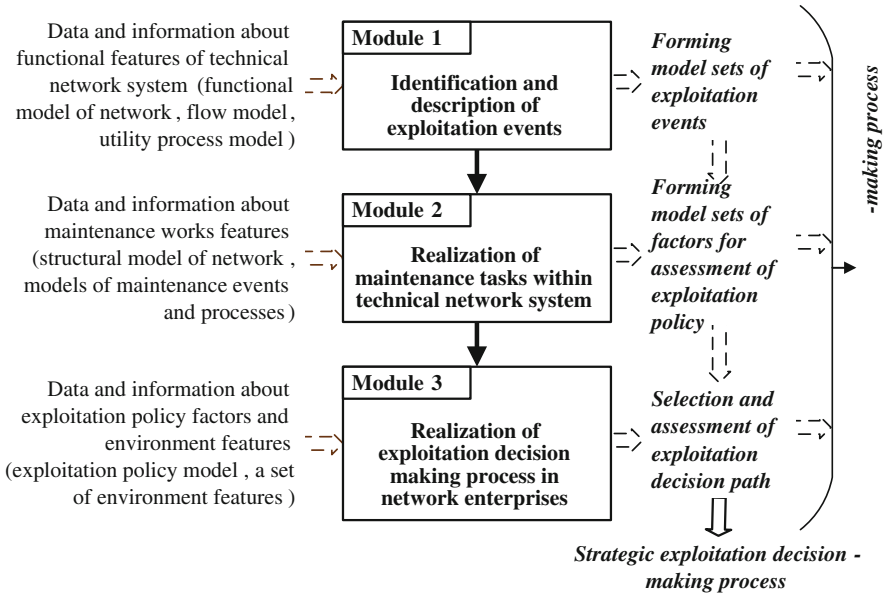 Data and information about
functional features of technical
network system (functional
model of network , flow model ,
utility process model )
Module 1
Identification and
description of
exploitation events
Forming
model sets of
exploitation
events
Data and information about
maintenance works features
(structural model of network ,
models of maintenance events
and processes )
Module 2
Realization of
maintenance tasks within
technical network system
Forming
model sets of
factors for
assessment of
exploitation
policy
Data and information about
exploitation policy factors and
environment features
(exploitation policy model , a set
of environment features )
Module 3
Realization of
exploitation decision
making process in
network enterprises
Selection and
assessment of
exploitation
decision path
Strategic exploitation decision -
making process
-making process